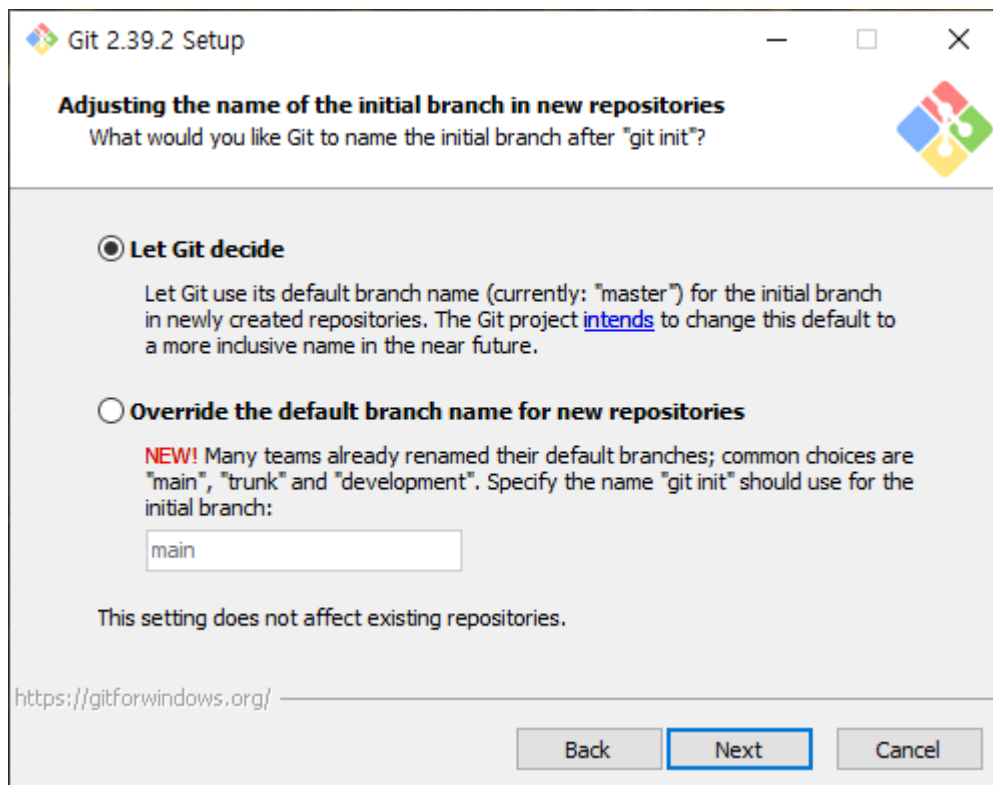 Git 2.39.2 Setup
Adjusting the name of the initial branch in new repositories
What would you like Git to name the initial branch after "git init"?
Let Git decide
Let Git use its default branch name (currently: "master") for the initial branch
in newly created repositories. The Git project intends to change this default to
a more inclusive name in the near future.
Override the default branch name for new repositories
NEW! Many teams already renamed their default branches; common choices are
"main", "trunk" and "development". Specify the name "git init" should use for the
initial branch:
main
This setting does not affect existing repositories.
https://gitforwindows.org/
Back Next Cancel